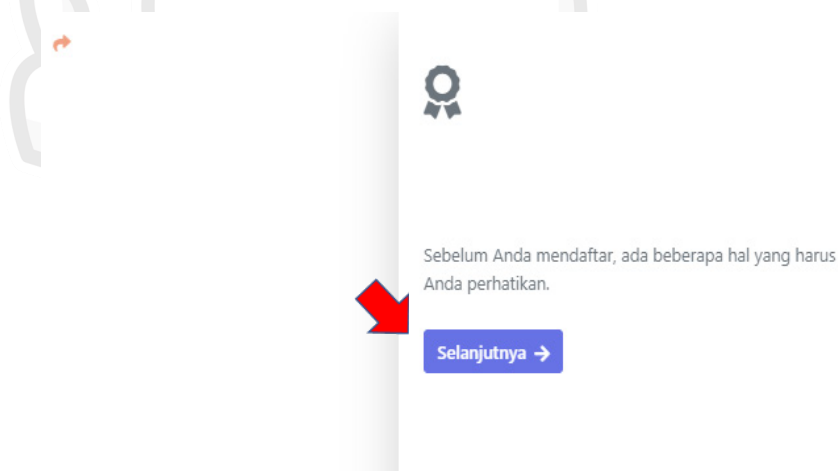 Sebelum Anda mendaftar, ada beberapa hal yang harus
Anda perhatikan.
Selanjutnya →